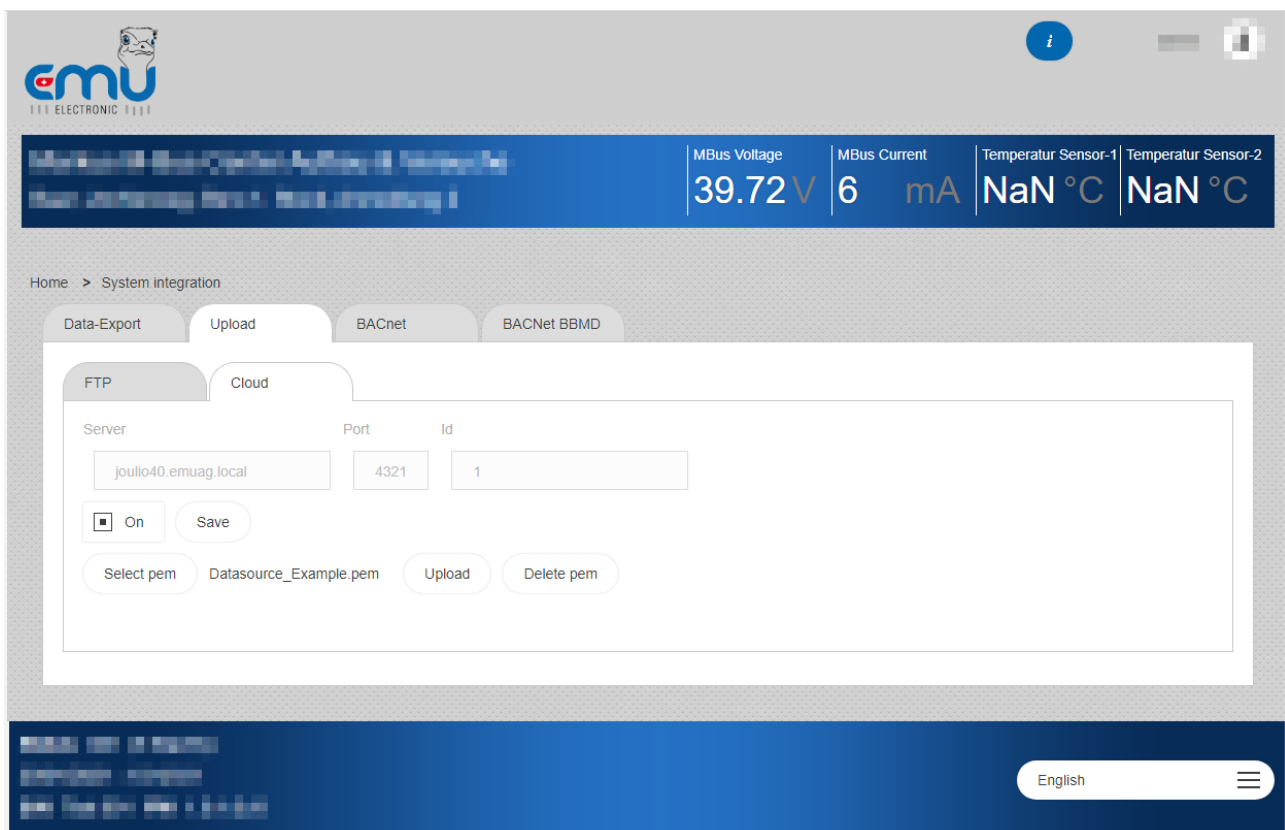 emu
ELECTRONIC
i
MBus Voltage MBus Current Temperatur Sensor-1 Temperatur Sensor-2
39.72 V 6 mA NaN °C NaN °C
Home > System integration
Data-Export Upload BACnet BACNet BBMD
FTP Cloud
Server Port Id
joulio40.emuag.local 4321 1
On Save
Select pem Datasource_Example.pem Upload Delete pem
English